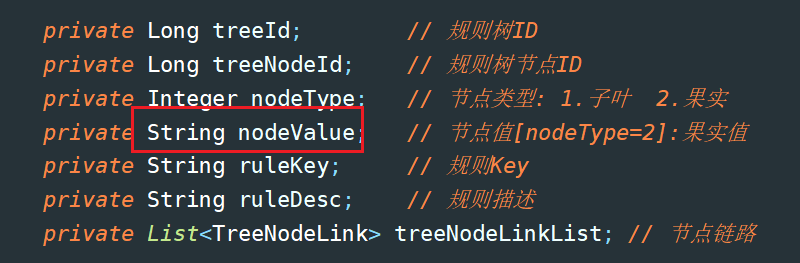 private Long treeId; // 规则树ID
private Long treeNodeId; // 规则树节点ID
private Integer nodeType; // 节点类型: 1.子叶 2.果实
private String nodeValue; // 节点值[nodeType=2]:果实值
private String ruleKey; // 规则Key
private String ruleDesc; // 规则描述
private List<TreeNodeLink> treeNodeLinkList; // 节点链路